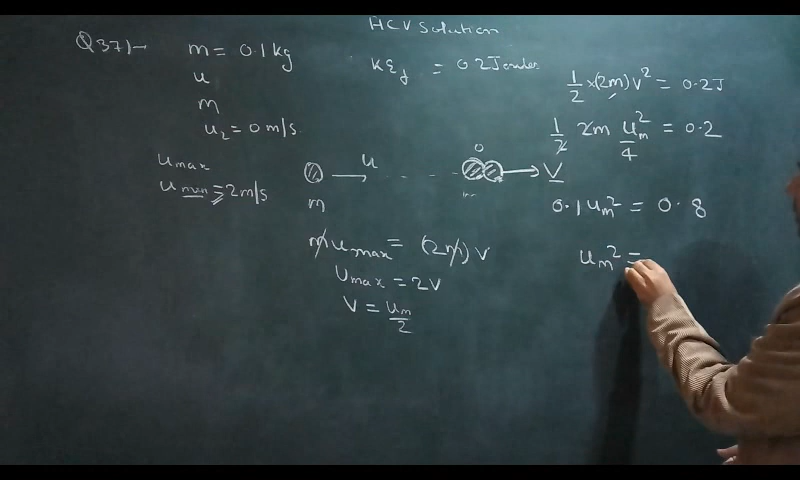 HCV Solution
Q37)→ m = 0.1kg
u
m
u₂ = 0 m/s
KE_f = 0.2 Joules
u_max
u_min = 2m/s
u
0
V
m
m u_max = (2m) V
U_max = 2V
V = u_m/2
1/2 × (2m) V² = 0.2J
1/2 2m u_m²/4 = 0.2
0.1 u_m² = 0.8
u_m² =